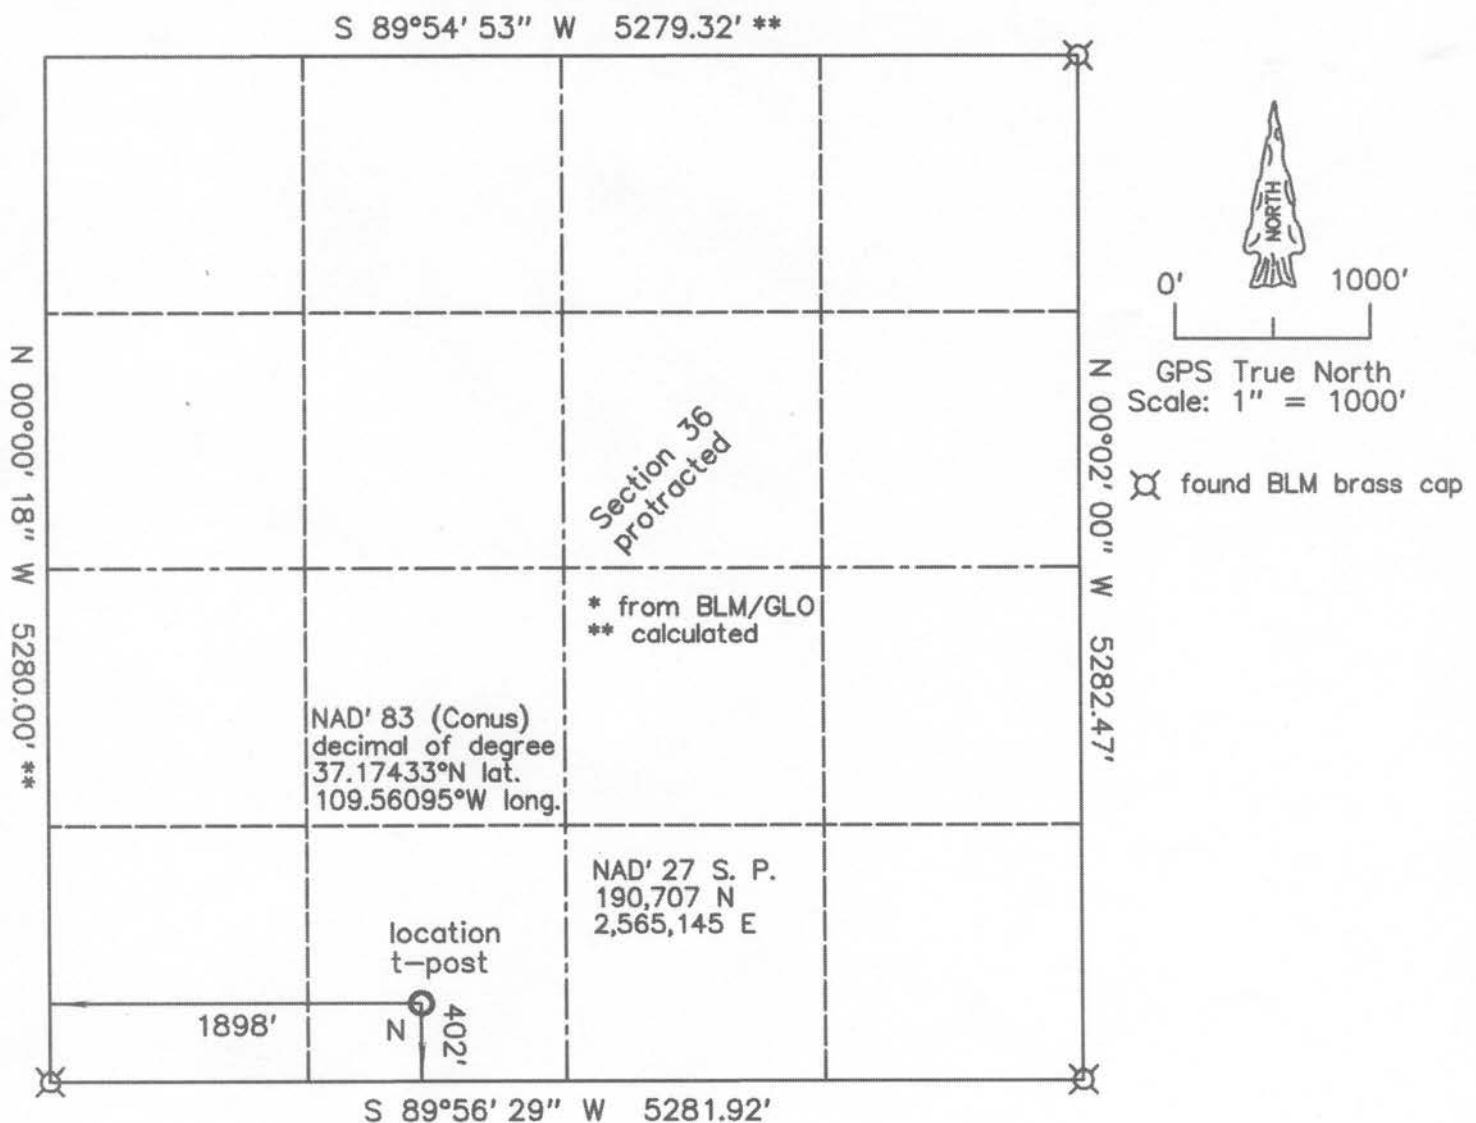 S 89°54' 53" W 5279.32' **
NORTH
0' 1000'
GPS True North
Scale: 1" = 1000'
found BLM brass cap
N 00°00' 18" W 5280.00' **
N 00°02' 00" W 5282.47'
Section 36
protracted
* from BLM/GLO
** calculated
NAD' 83 (Conus)
decimal of degree
37.17433°N lat.
109.56095°W long.
NAD' 27 S. P.
190,707 N
2,565,145 E
location
t-post
1898'
N
402'
S 89°56' 29" W 5281.92'